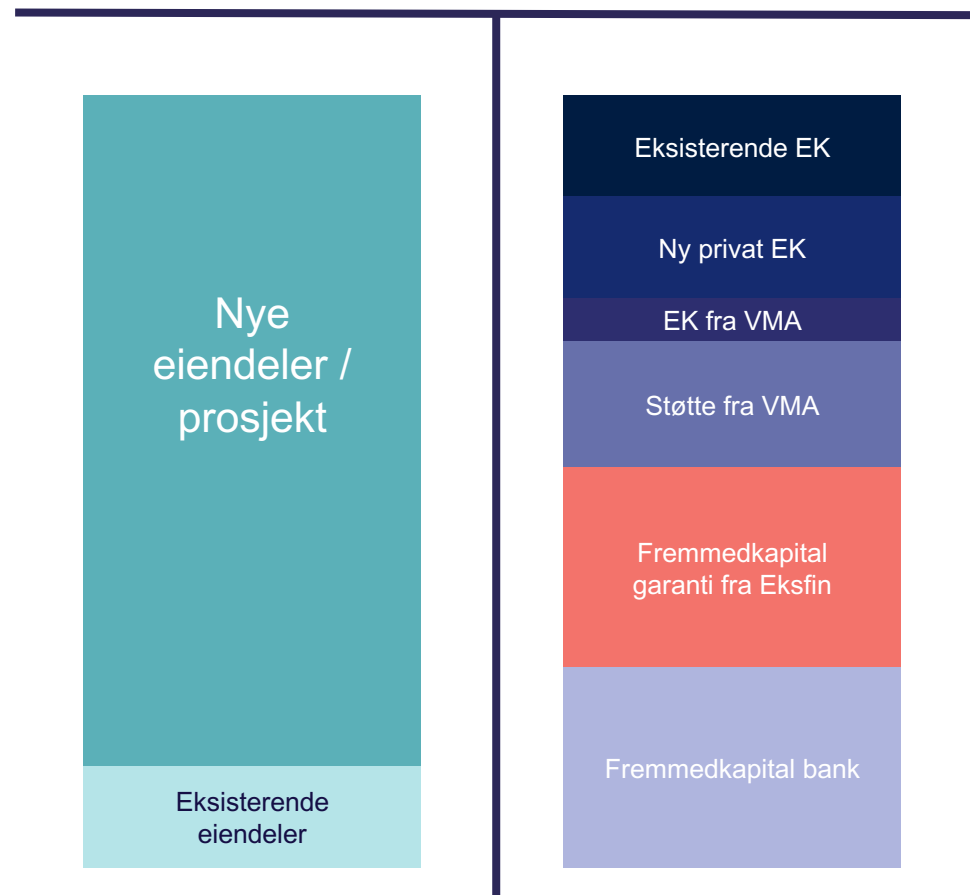 Nye
eiendeler /
prosjekt
Eksisterende
eiendeler
Eksisterende EK
Ny privat EK
EK fra VMA
Støtte fra VMA
Fremmedkapital
garanti fra Eksfin
Fremmedkapital bank